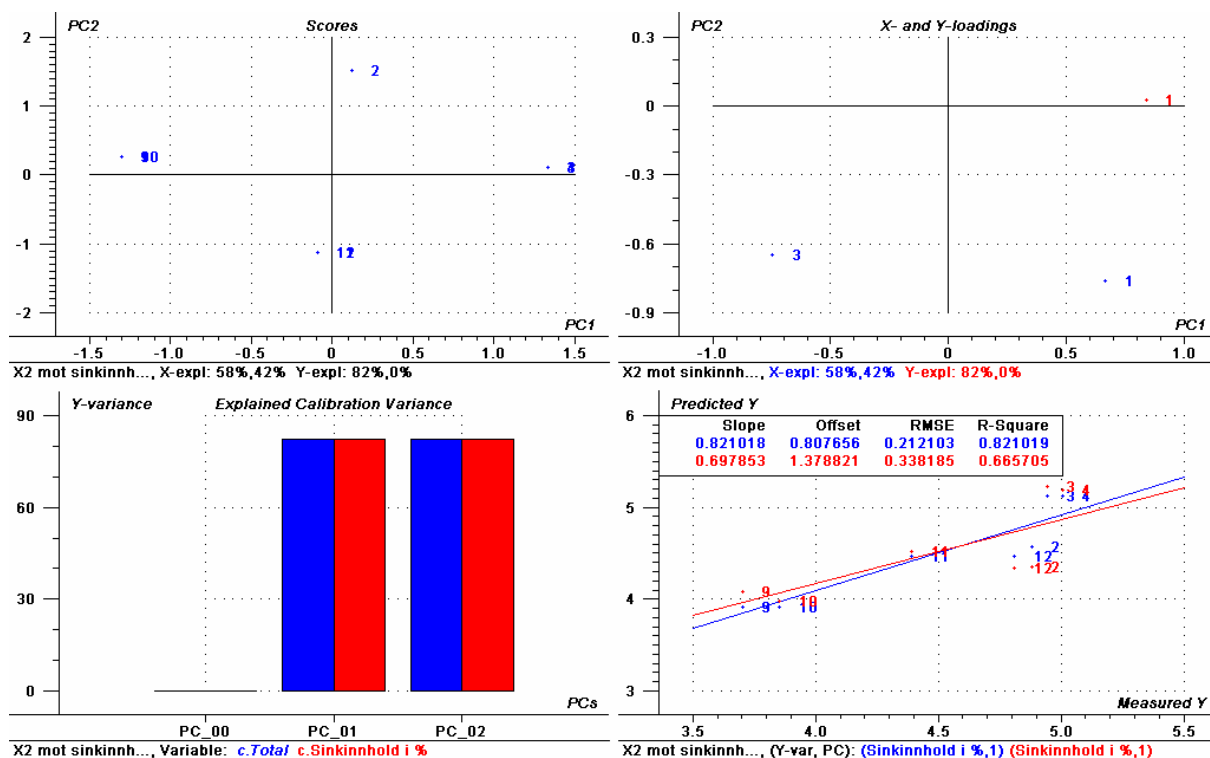 PC2 Scores
2
1
0
-1
-2
2
11
PC1
-1.5 -1.0 -0.5 0 0.5 1.0 1.5
X2 mot sinkinnh..., X-expl: 58%,42% Y-expl: 82%,0%
PC2 X- and Y-loadings
0.3
0
-0.3
-0.6
-0.9
1
3
1
PC1
-1.0 -0.5 0 0.5 1.0
X2 mot sinkinnh..., X-expl: 58%,42% Y-expl: 82%,0%
Y-variance Explained Calibration Variance
90
60
30
0
PCs
PC_00 PC_01 PC_02
X2 mot sinkinnh..., Variable: c.Total c.Sinkinnhold i %
Predicted Y
Slope Offset RMSE R-Square
0.821018 0.807656 0.212103 0.821019
0.697853 1.378821 0.338185 0.665705
6
5
4
3
3 4
3 4
2
11 12
11 12 2
9 10
9 10
Measured Y
3.5 4.0 4.5 5.0 5.5
X2 mot sinkinnh..., (Y-var, PC): (Sinkinnhold i %,1) (Sinkinnhold i %,1)